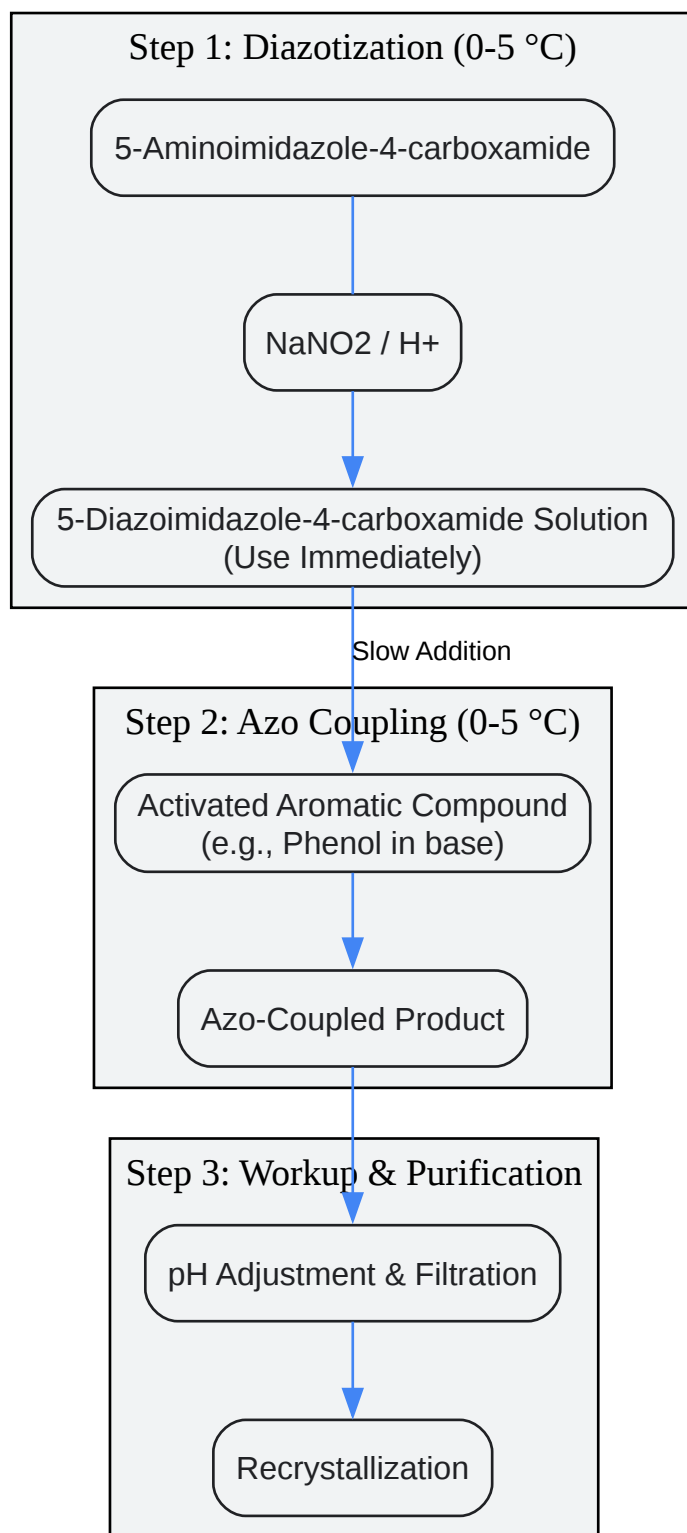 Step 1: Diazotization (0-5 °C)
5-Aminoimidazole-4-carboxamide
NaNO2 / H+
5-Diazoimidazole-4-carboxamide Solution
(Use Immediately)
Slow Addition
Step 2: Azo Coupling (0-5 °C)
Activated Aromatic Compound
(e.g., Phenol in base)
Azo-Coupled Product
Step 3: Workup & Purification
pH Adjustment & Filtration
Recrystallization